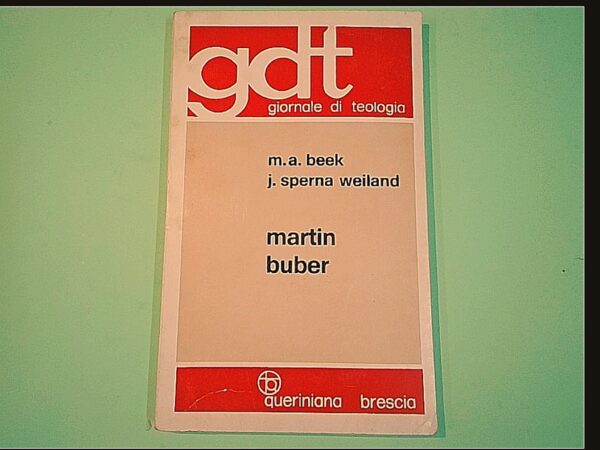 gdt
giornale di teologia
m.a. beek
j. sperna weiland
martin
buber
queriniana brescia